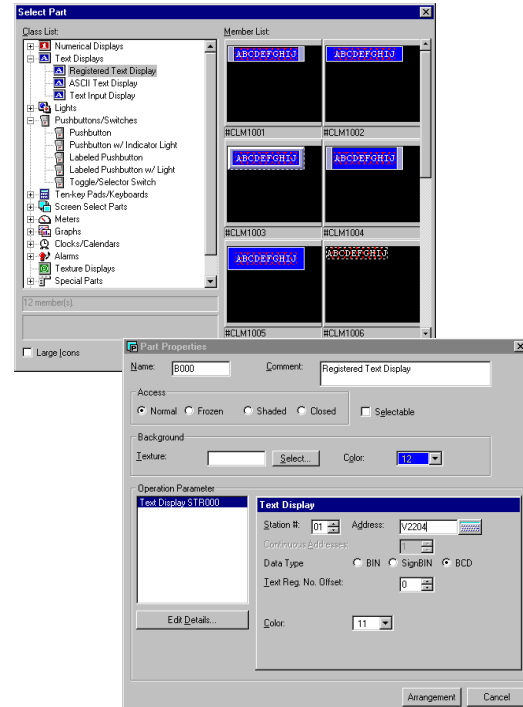 Select Part
Class List:
Member List:
Numerical Displays
Text Displays
Registered Text Display
ASCII Text Display
Text Input Display
Lights
Pushbuttons/Switches
Pushbutton
Pushbutton w/ Indicator Light
Labeled Pushbutton
Labeled Pushbutton w/ Light
Toggle/Selector Switch
Ten-key Pads/Keyboards
Screen Select Parts
Meters
Graphs
Clocks/Calendars
Alarms
Texture Displays
Special Parts
12 member(s).
Large Icons
ABCDEFGHIJ ABCDEFGHIJ
#CLM1001 #CLM1002
ABCDEFGHIJ ABCDEFGHIJ
#CLM1003 #CLM1004
ABCDEFGHIJ ABCDEFGHIJ
#CLM1005 #CLM1006
Part Properties
Name: B000 Comment: Registered Text Display
Access
Normal Frozen Shaded Closed Selectable
Background
Texture: Select... Color: 12
Operation Parameter
Text Display STR000
Edit Details...
Text Display
Station #: 01 Address: V2204
Continuous Addresses: 1
Data Type BIN SignBIN BCD
Text Reg. No. Offset: 0
Color: 11
Arrangement Cancel